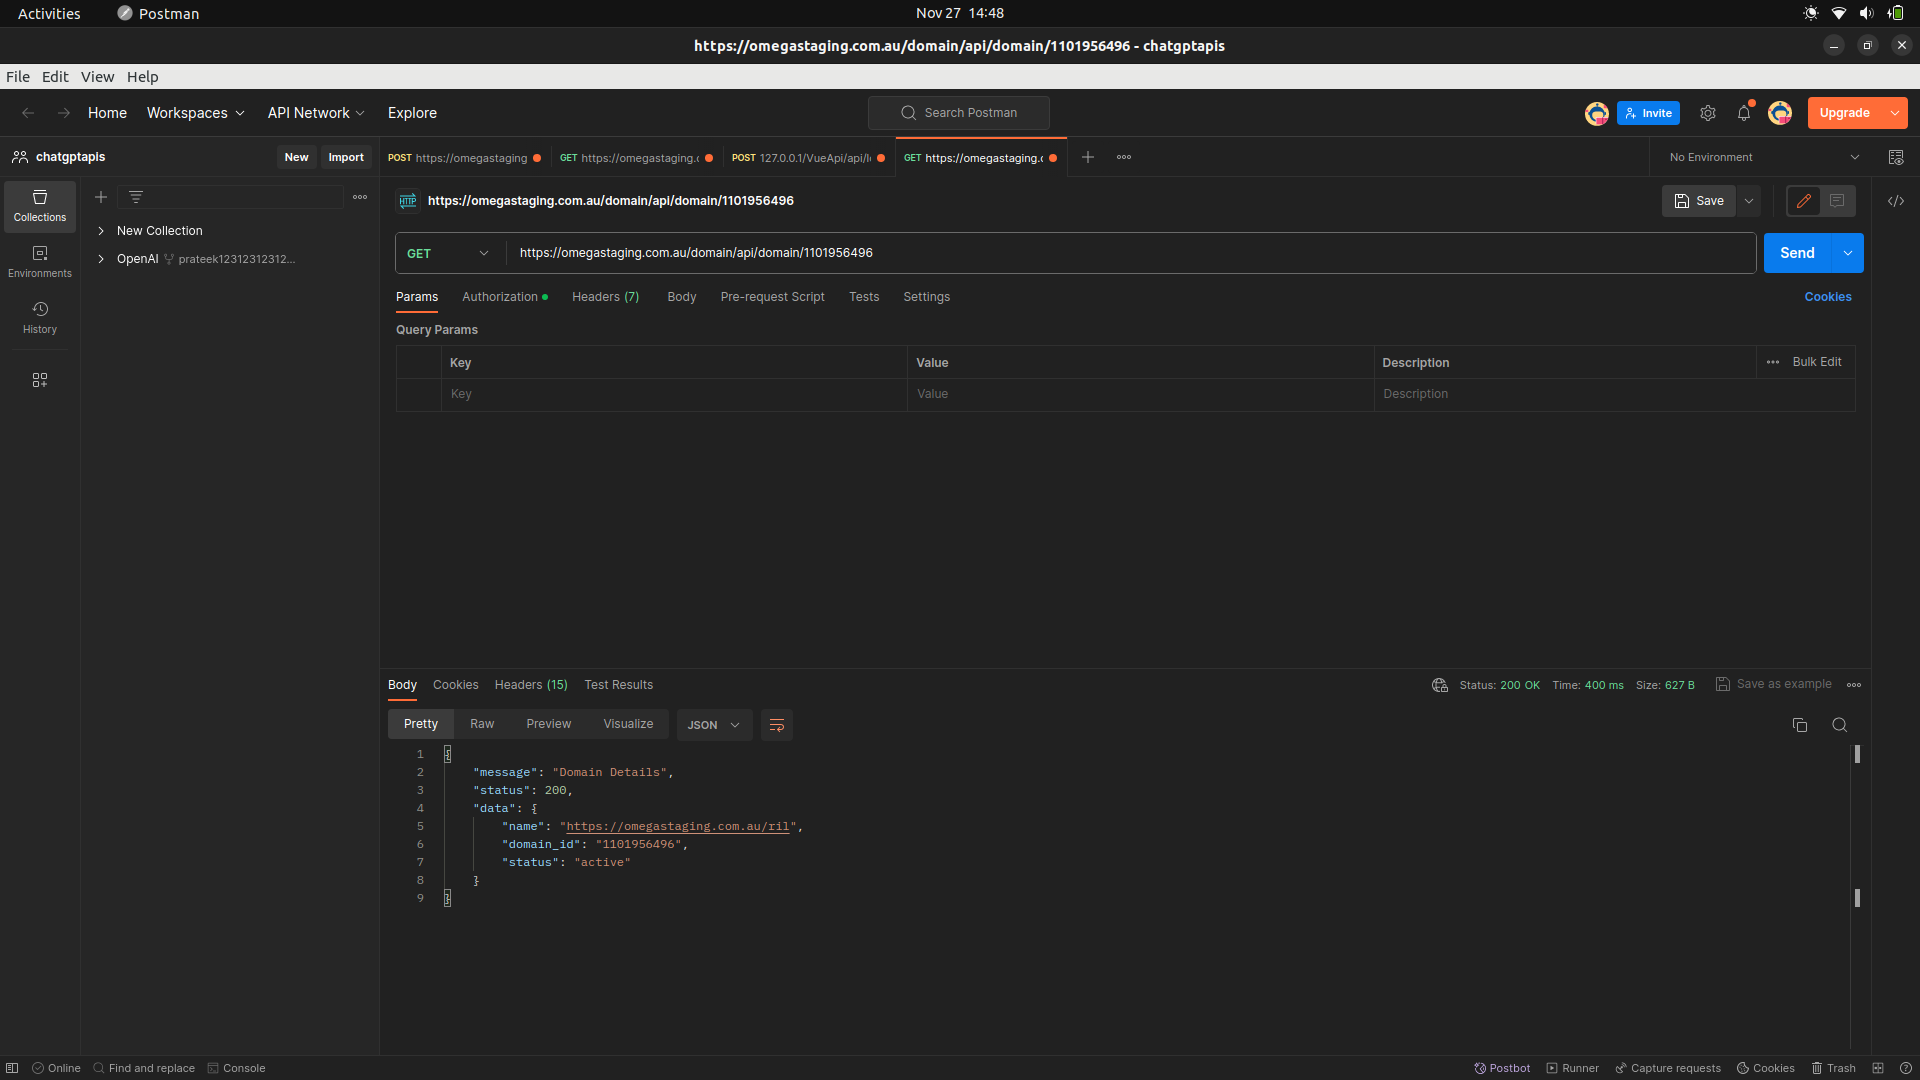 Activities
Postman
Nov 27 14:48
https://omegastaging.com.au/domain/api/domain/1101956496 - chatgptapis
File Edit View Help
Home
Workspaces
API Network
Explore
Search Postman
Invite
Upgrade
chatgptapis
New
Import
POST https://omegastaging
GET https://omegastaging.c
POST 127.0.0.1/VueApi/api/l
GET https://omegastaging.c
No Environment
Collections
Environments
History
New Collection
OpenAI prateek12312312312...
HTTP https://omegastaging.com.au/domain/api/domain/1101956496
Save
GET https://omegastaging.com.au/domain/api/domain/1101956496
Send
Params Authorization Headers (7) Body Pre-request Script Tests Settings
Cookies
Query Params
Key Value Description Bulk Edit
Key Value Description
Body Cookies Headers (15) Test Results
Status: 200 OK Time: 400 ms Size: 627 B Save as example
Pretty Raw Preview Visualize JSON
1 {
2 "message": "Domain Details",
3 "status": 200,
4 "data": {
5 "name": "https://omegastaging.com.au/ril",
6 "domain_id": "1101956496",
7 "status": "active"
8 }
9 }
Online Find and replace Console
Postbot Runner Capture requests Cookies Trash